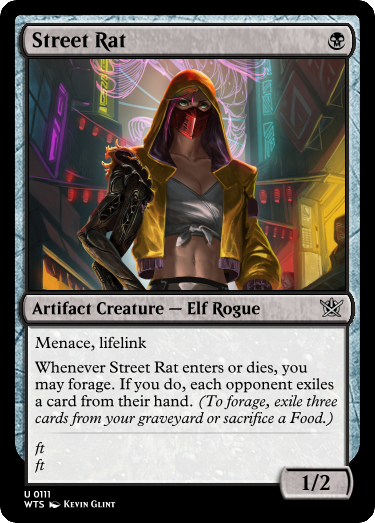 Street Rat
Artifact Creature — Elf Rogue
Menace, lifelink
Whenever Street Rat enters or dies, you
may forage. If you do, each opponent exiles
a card from their hand. (To forage, exile three
cards from your graveyard or sacrifice a Food.)
ft
ft
1/2
U 0111
WTS Kevin Glint